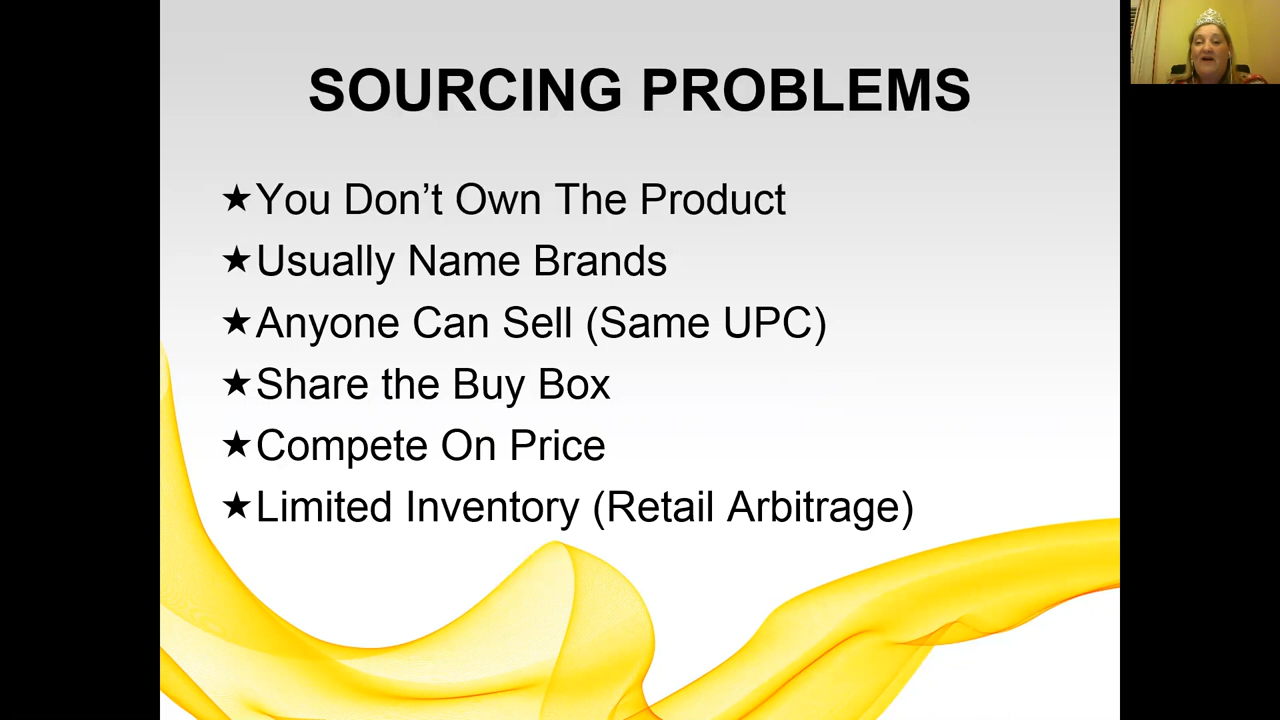 SOURCING PROBLEMS
★You Don’t Own The Product
★Usually Name Brands
★Anyone Can Sell (Same UPC)
★Share the Buy Box
★Compete On Price
★Limited Inventory (Retail Arbitrage)